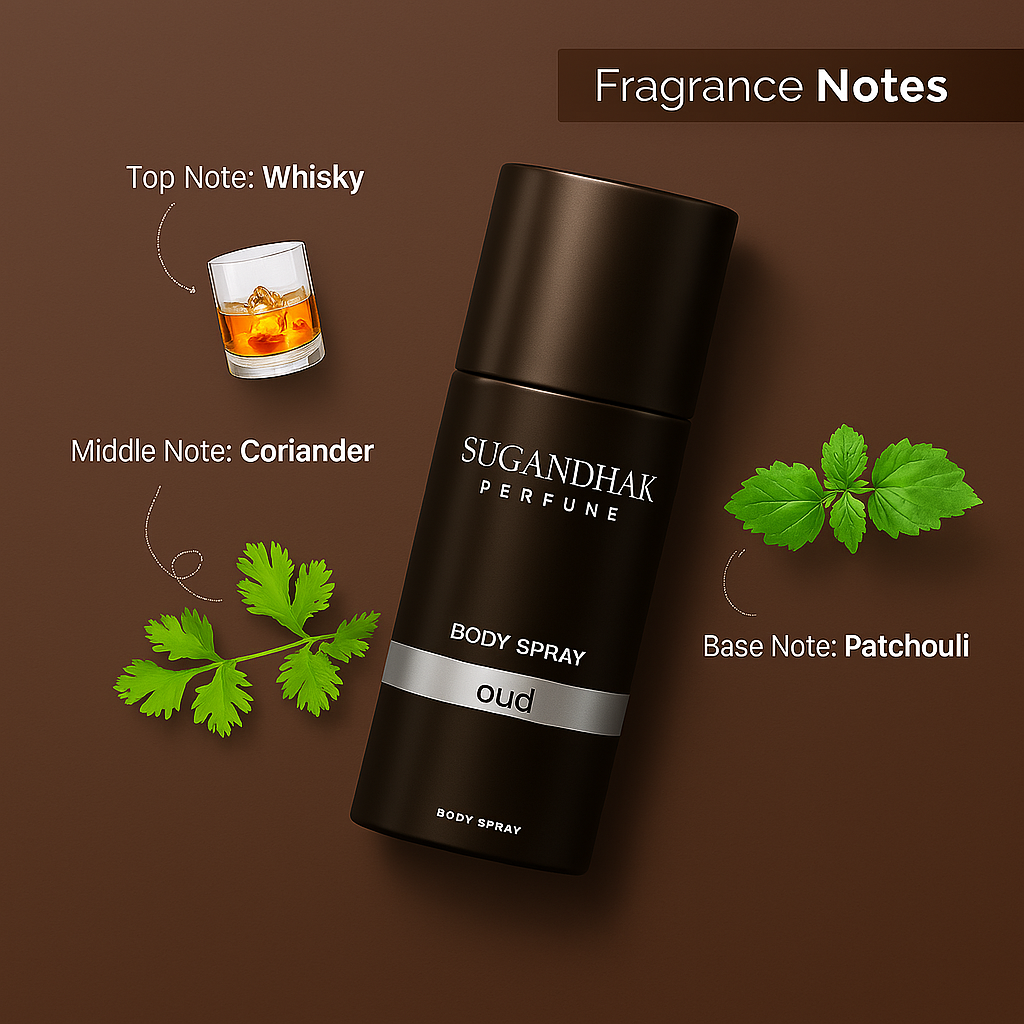 Fragrance Notes
Top Note: Whisky
Middle Note: Coriander
SUGANDHAK
PERFUNE
BODY SPRAY
oud
BODY SPRAY
Base Note: Patchouli